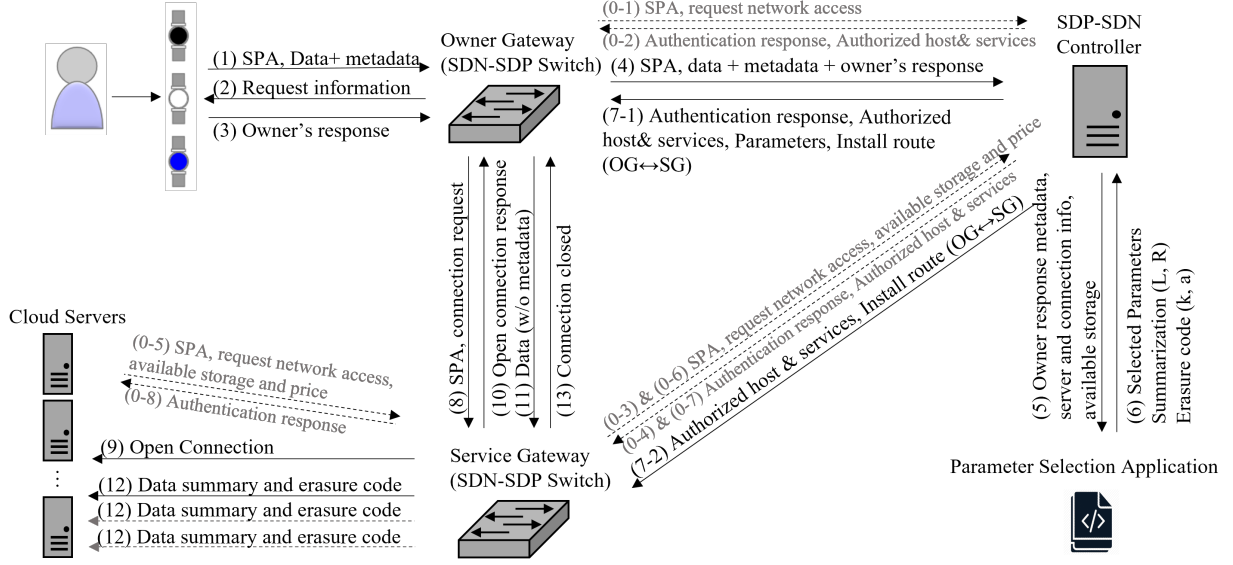 (0-1) SPA, request network access
(0-2) Authentication response, Authorized host& services
SDP-SDN
Controller
Owner Gateway
(SDN-SDP Switch)
(1) SPA, Data+ metadata
(2) Request information
(3) Owner's response
(4) SPA, data + metadata + owner's response
(7-1) Authentication response, Authorized
host& services, Parameters, Install route
(OG↔SG)
(8) SPA, connection request
(10) Open connection response
(11) Data (w/o metadata)
(13) Connection closed
(0-3) & (0-6) SPA, request network access, available storage and price
(0-4) & (0-7) Authentication response, Authorized host & services
(7-2) Authorized host & services, Install route (OG↔SG)
(5) Owner response metadata,
server and connection info,
available storage
(6) Selected Parameters
Summarization (L, R)
Erasure code (k, a)
Cloud Servers
(0-5) SPA, request network access,
available storage and price
(0-8) Authentication response
(9) Open Connection
...
(12) Data summary and erasure code
(12) Data summary and erasure code
(12) Data summary and erasure code
Service Gateway
(SDN-SDP Switch)
Parameter Selection Application
</>